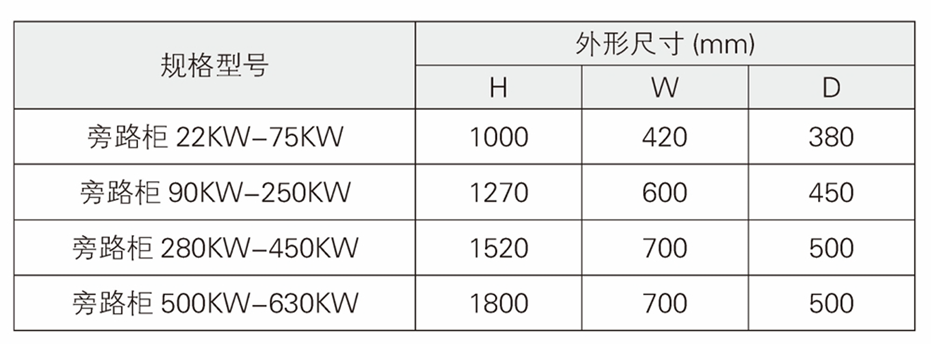 规格型号 外形尺寸 (mm)
H W D
旁路柜 22KW–75KW 1000 420 380
旁路柜 90KW–250KW 1270 600 450
旁路柜 280KW–450KW 1520 700 500
旁路柜 500KW–630KW 1800 700 500